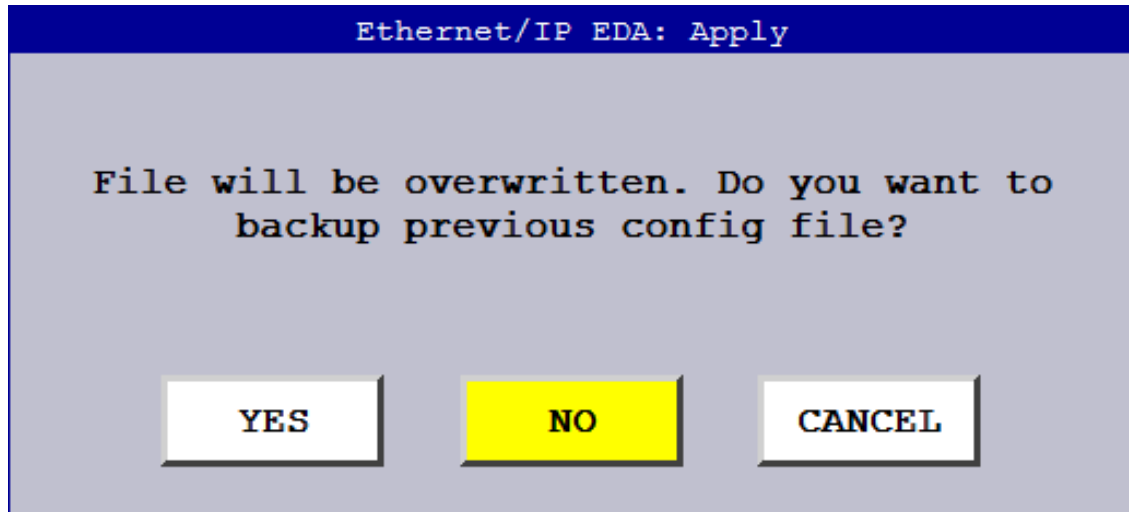 Ethernet/IP EDA: Apply
File will be overwritten. Do you want to
backup previous config file?
YES
NO
CANCEL